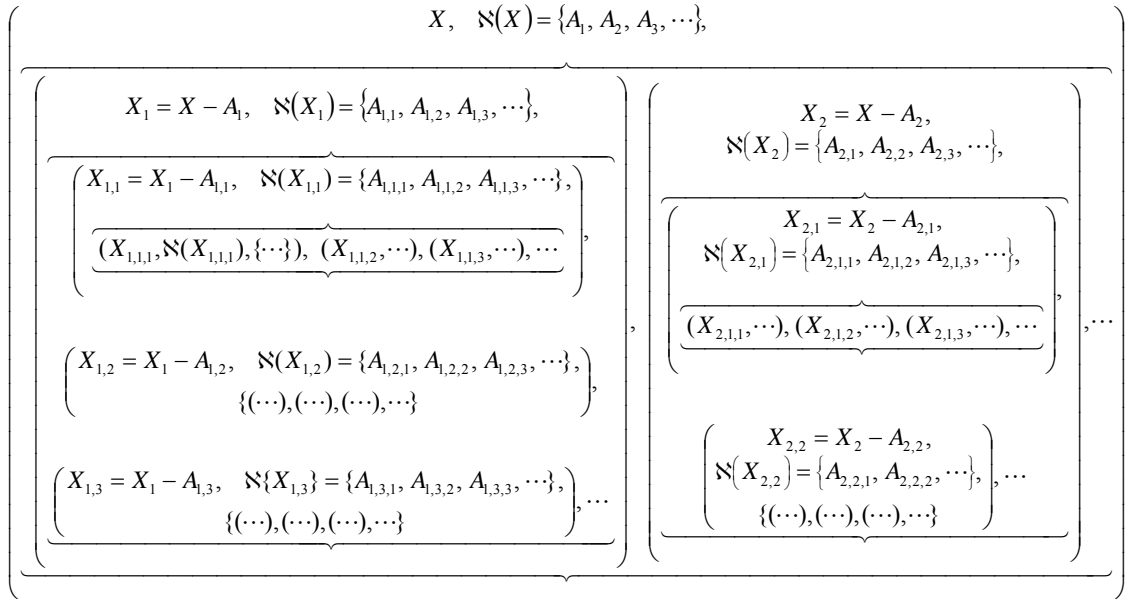 X, ℵ(X) = {A₁, A₂, A₃, ⋯},
X₁ = X − A₁, ℵ(X₁) = {A₁,₁, A₁,₂, A₁,₃, ⋯},
(X₁,₁ = X₁ − A₁,₁, ℵ(X₁,₁) = {A₁,₁,₁, A₁,₁,₂, A₁,₁,₃, ⋯},
(X₁,₁,₁, ℵ(X₁,₁,₁), {⋯}), (X₁,₁,₂, ⋯), (X₁,₁,₃, ⋯), ⋯),
(X₁,₂ = X₁ − A₁,₂, ℵ(X₁,₂) = {A₁,₂,₁, A₁,₂,₂, A₁,₂,₃, ⋯},
{(⋯), (⋯), (⋯), ⋯}),
(X₁,₃ = X₁ − A₁,₃, ℵ{X₁,₃} = {A₁,₃,₁, A₁,₃,₂, A₁,₃,₃, ⋯},
{(⋯), (⋯), (⋯), ⋯}), ⋯
,
X₂ = X − A₂,
ℵ(X₂) = {A₂,₁, A₂,₂, A₂,₃, ⋯},
X₂,₁ = X₂ − A₂,₁,
ℵ(X₂,₁) = {A₂,₁,₁, A₂,₁,₂, A₂,₁,₃, ⋯},
(X₂,₁,₁, ⋯), (X₂,₁,₂, ⋯), (X₂,₁,₃, ⋯), ⋯
,
X₂,₂ = X₂ − A₂,₂,
ℵ(X₂,₂) = {A₂,₂,₁, A₂,₂,₂, ⋯}, , ⋯
{(⋯), (⋯), (⋯), ⋯}
, ⋯